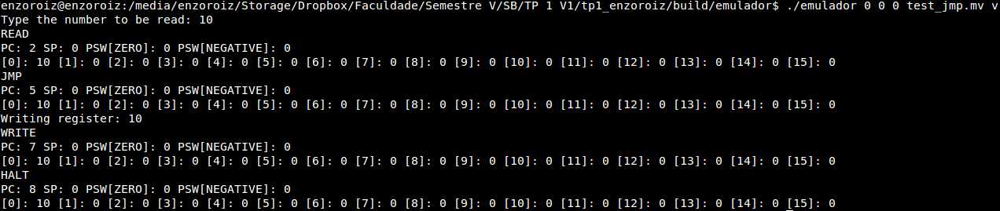 enzoroiz@enzoroiz:/media/enzoroiz/Storage/Dropbox/Faculdade/Semestre V/SB/TP 1 V1/tp1_enzoroiz/build/emulador$ ./emulador 0 0 0 test_jmp.mv v
Type the number to be read: 10
READ
PC: 2 SP: 0 PSW[ZERO]: 0 PSW[NEGATIVE]: 0
[0]: 10 [1]: 0 [2]: 0 [3]: 0 [4]: 0 [5]: 0 [6]: 0 [7]: 0 [8]: 0 [9]: 0 [10]: 0 [11]: 0 [12]: 0 [13]: 0 [14]: 0 [15]: 0
JMP
PC: 5 SP: 0 PSW[ZERO]: 0 PSW[NEGATIVE]: 0
[0]: 10 [1]: 0 [2]: 0 [3]: 0 [4]: 0 [5]: 0 [6]: 0 [7]: 0 [8]: 0 [9]: 0 [10]: 0 [11]: 0 [12]: 0 [13]: 0 [14]: 0 [15]: 0
Writing register: 10
WRITE
PC: 7 SP: 0 PSW[ZERO]: 0 PSW[NEGATIVE]: 0
[0]: 10 [1]: 0 [2]: 0 [3]: 0 [4]: 0 [5]: 0 [6]: 0 [7]: 0 [8]: 0 [9]: 0 [10]: 0 [11]: 0 [12]: 0 [13]: 0 [14]: 0 [15]: 0
HALT
PC: 8 SP: 0 PSW[ZERO]: 0 PSW[NEGATIVE]: 0
[0]: 10 [1]: 0 [2]: 0 [3]: 0 [4]: 0 [5]: 0 [6]: 0 [7]: 0 [8]: 0 [9]: 0 [10]: 0 [11]: 0 [12]: 0 [13]: 0 [14]: 0 [15]: 0